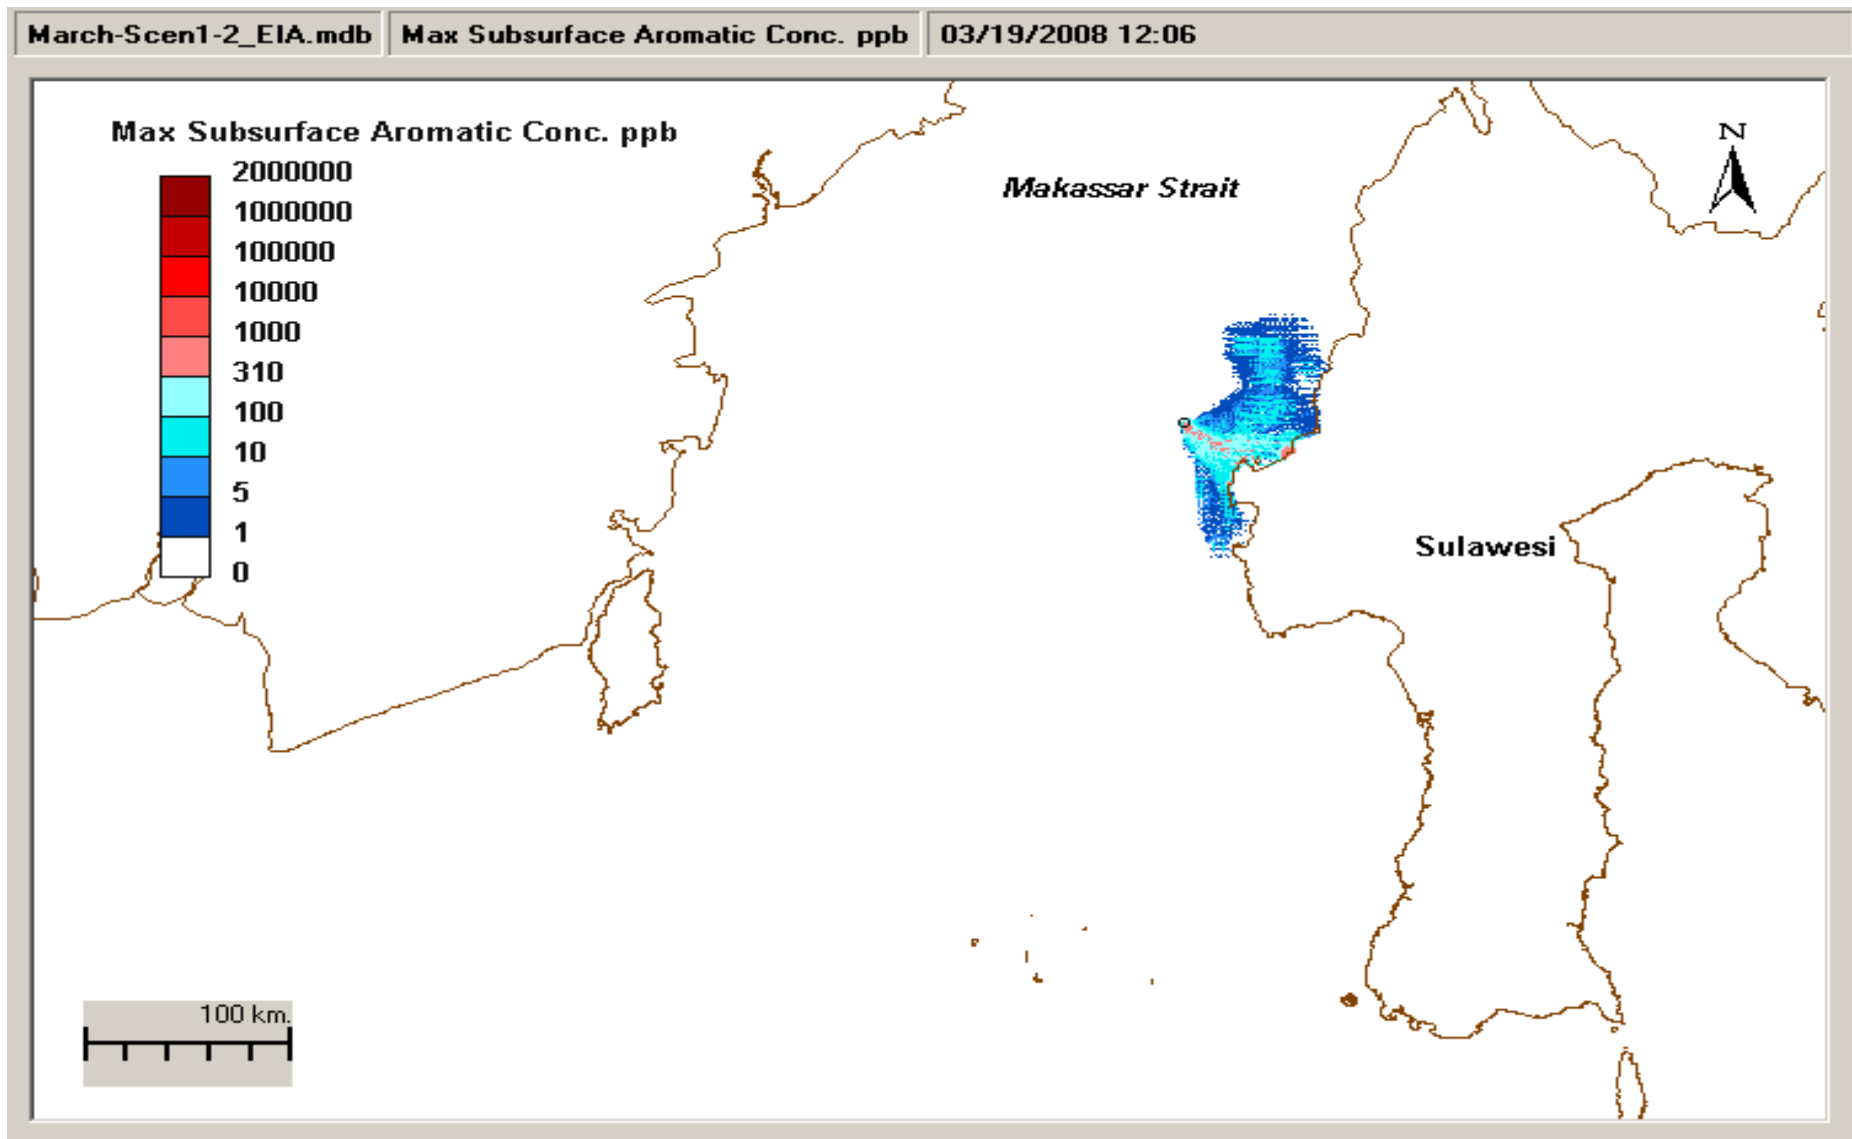 March-Scen1-2_EIA.mdb
Max Subsurface Aromatic Conc. ppb
03/19/2008 12:06
Max Subsurface Aromatic Conc. ppb
2000000
1000000
100000
10000
1000
310
100
10
5
1
0
Makassar Strait
N
Sulawesi
100 km.